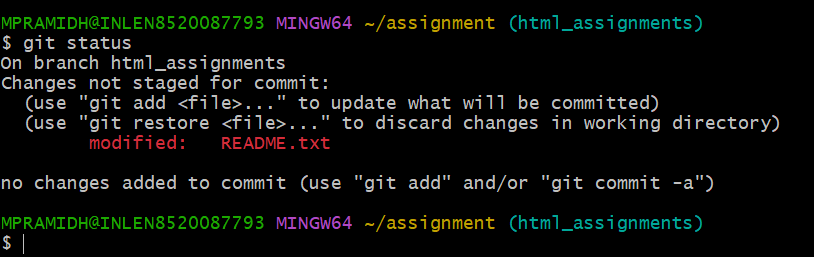 MPRAMIDH@INLEN8520087793 MINGW64 ~/assignment (html_assignments)
$ git status
On branch html_assignments
Changes not staged for commit:
  (use "git add <file>..." to update what will be committed)
  (use "git restore <file>..." to discard changes in working directory)
        modified:   README.txt

no changes added to commit (use "git add" and/or "git commit -a")

MPRAMIDH@INLEN8520087793 MINGW64 ~/assignment (html_assignments)
$